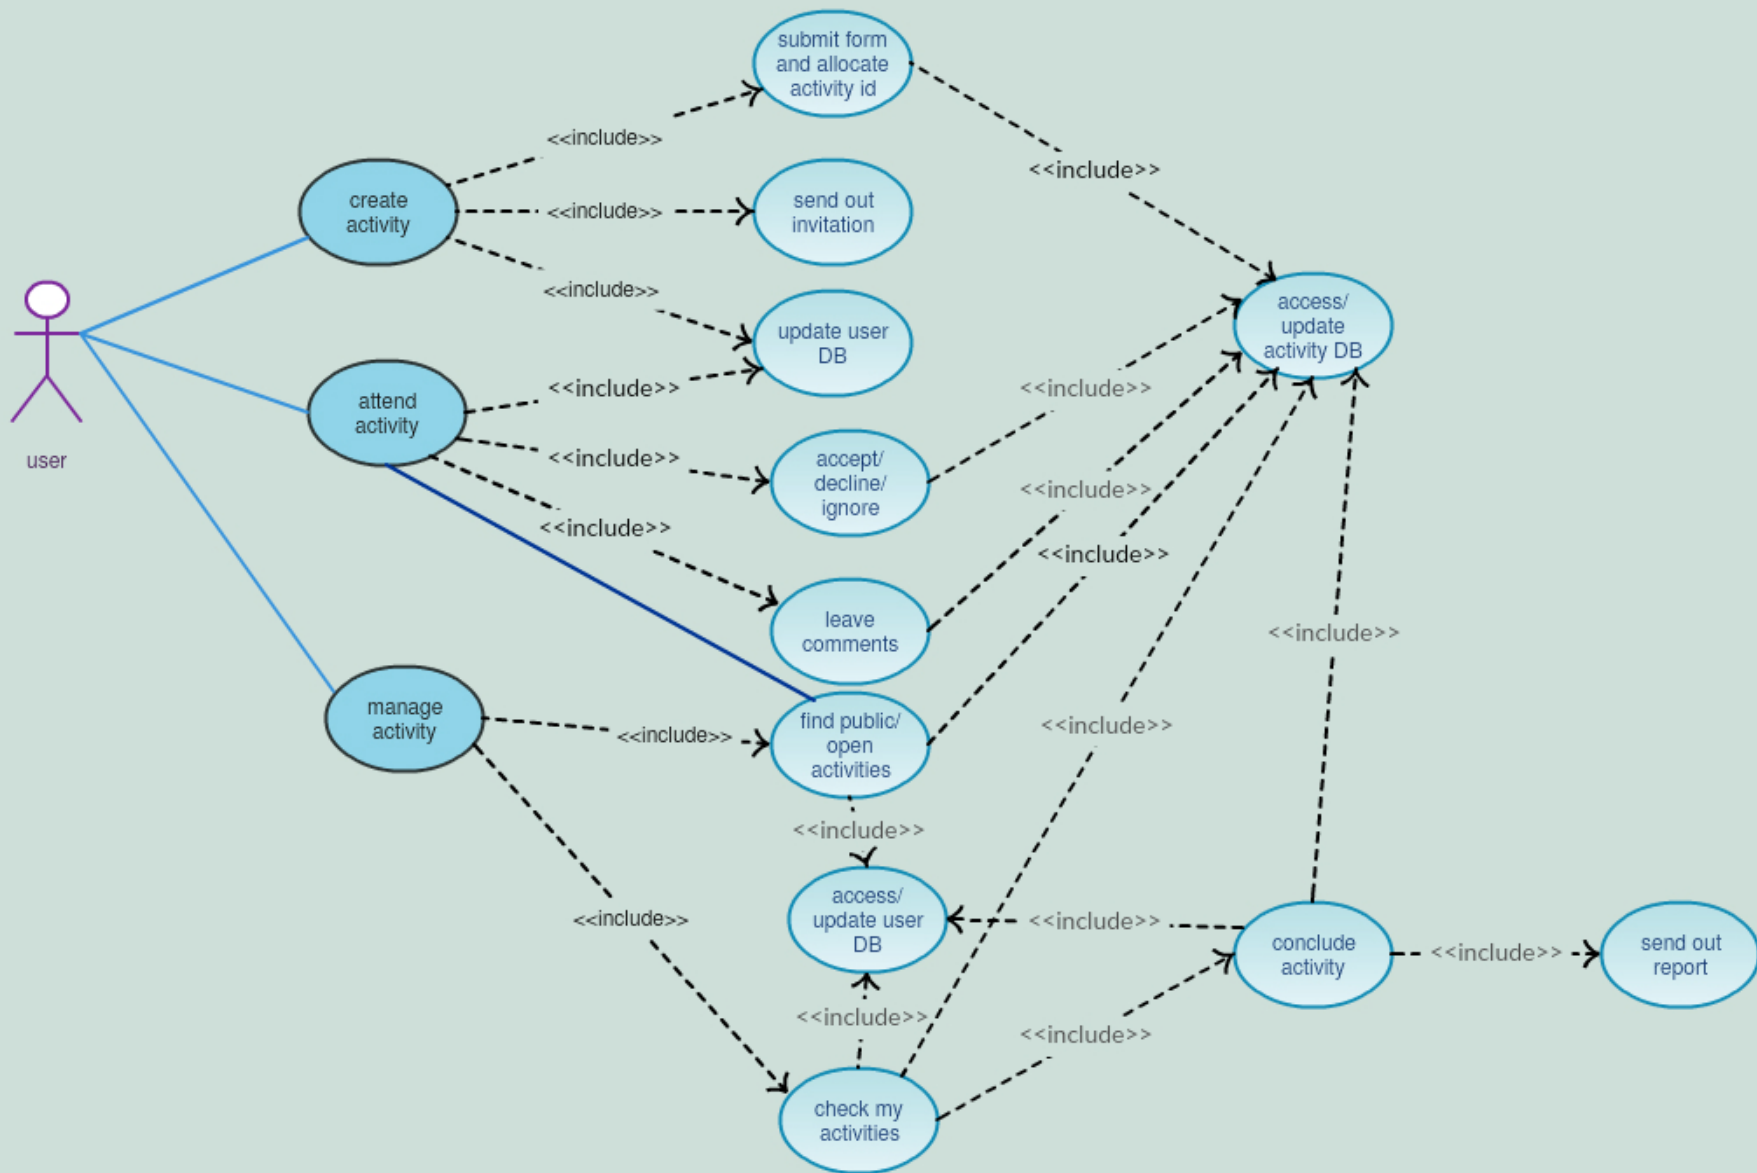 submit form
and allocate
activity id
<<include>>
<<include>>
create
activity
<<include>>
send out
invitation
<<include>>
access/
update
activity DB
update user
DB
<<include>>
<<include>>
attend
activity
user
<<include>>
accept/
decline/
ignore
<<include>>
<<include>>
<<include>>
leave
comments
<<include>>
manage
activity
<<include>>
find public/
open
activities
<<include>>
<<include>>
access/
update user
DB
<<include>>
<<include>>
conclude
activity
<<include>>
send out
report
<<include>>
<<include>>
check my
activities